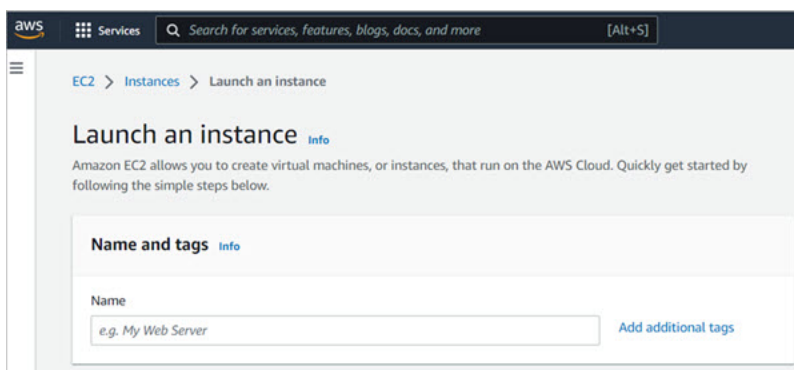 aws Services Search for services, features, blogs, docs, and more [Alt+S]
EC2 > Instances > Launch an instance
Launch an instance Info
Amazon EC2 allows you to create virtual machines, or instances, that run on the AWS Cloud. Quickly get started by
following the simple steps below.
Name and tags Info
Name
e.g. My Web Server Add additional tags